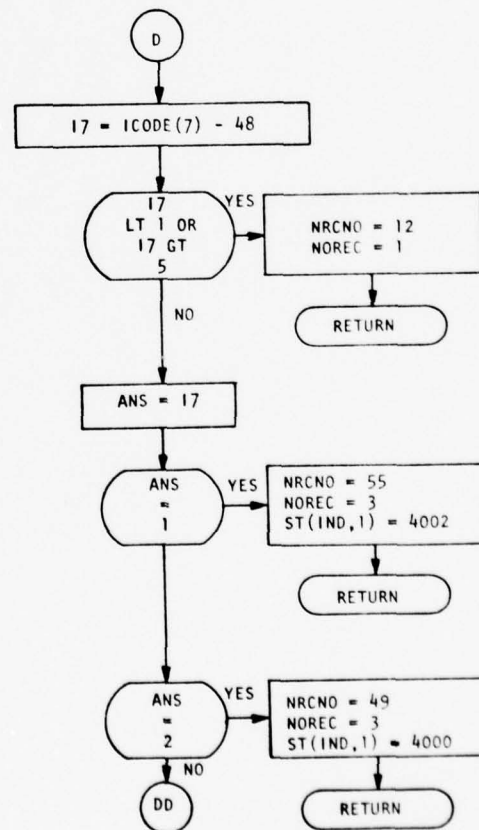 D
I7 = ICODE(7) - 48
I7
LT 1 OR
I7 GT
5
YES
NRCNO = 12
NOREC = 1
RETURN
NO
ANS = I7
ANS
=
1
YES
NRCNO = 55
NOREC = 3
ST(IND,1) = 4002
RETURN
ANS
=
2
YES
NRCNO = 49
NOREC = 3
ST(IND,1) = 4000
RETURN
NO
DD